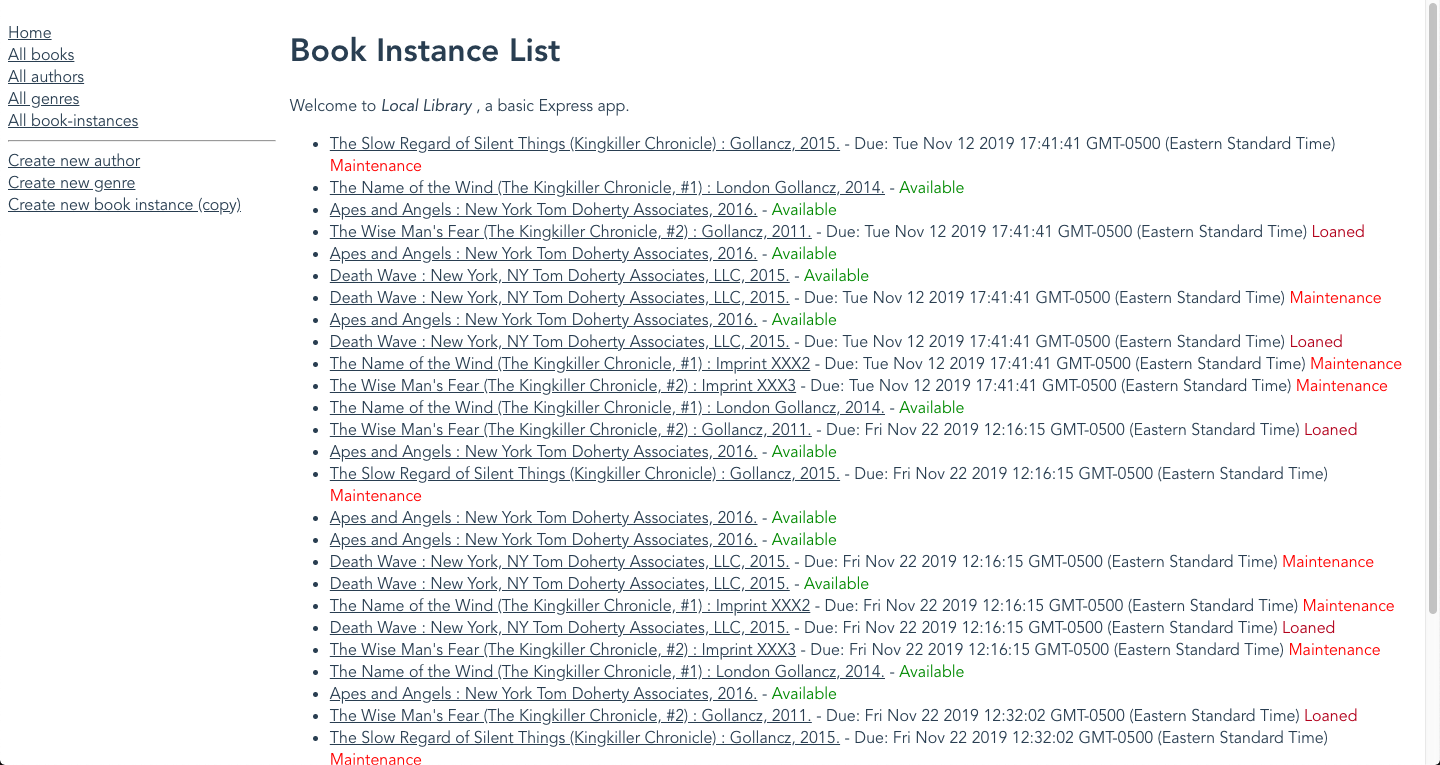 Home
All books
All authors
All genres
All book-instances
Create new author
Create new genre
Create new book instance (copy)
Book Instance List
Welcome to Local Library , a basic Express app.
The Slow Regard of Silent Things (Kingkiller Chronicle) : Gollancz, 2015. - Due: Tue Nov 12 2019 17:41:41 GMT-0500 (Eastern Standard Time)
Maintenance
The Name of the Wind (The Kingkiller Chronicle, #1) : London Gollancz, 2014. - Available
Apes and Angels : New York Tom Doherty Associates, 2016. - Available
The Wise Man's Fear (The Kingkiller Chronicle, #2) : Gollancz, 2011. - Due: Tue Nov 12 2019 17:41:41 GMT-0500 (Eastern Standard Time) Loaned
Apes and Angels : New York Tom Doherty Associates, 2016. - Available
Death Wave : New York, NY Tom Doherty Associates, LLC, 2015. - Available
Death Wave : New York, NY Tom Doherty Associates, LLC, 2015. - Due: Tue Nov 12 2019 17:41:41 GMT-0500 (Eastern Standard Time) Maintenance
Apes and Angels : New York Tom Doherty Associates, 2016. - Available
Death Wave : New York, NY Tom Doherty Associates, LLC, 2015. - Due: Tue Nov 12 2019 17:41:41 GMT-0500 (Eastern Standard Time) Loaned
The Name of the Wind (The Kingkiller Chronicle, #1) : Imprint XXX2 - Due: Tue Nov 12 2019 17:41:41 GMT-0500 (Eastern Standard Time) Maintenance
The Wise Man's Fear (The Kingkiller Chronicle, #2) : Imprint XXX3 - Due: Tue Nov 12 2019 17:41:41 GMT-0500 (Eastern Standard Time) Maintenance
The Name of the Wind (The Kingkiller Chronicle, #1) : London Gollancz, 2014. - Available
The Wise Man's Fear (The Kingkiller Chronicle, #2) : Gollancz, 2011. - Due: Fri Nov 22 2019 12:16:15 GMT-0500 (Eastern Standard Time) Loaned
Apes and Angels : New York Tom Doherty Associates, 2016. - Available
The Slow Regard of Silent Things (Kingkiller Chronicle) : Gollancz, 2015. - Due: Fri Nov 22 2019 12:16:15 GMT-0500 (Eastern Standard Time)
Maintenance
Apes and Angels : New York Tom Doherty Associates, 2016. - Available
Apes and Angels : New York Tom Doherty Associates, 2016. - Available
Death Wave : New York, NY Tom Doherty Associates, LLC, 2015. - Due: Fri Nov 22 2019 12:16:15 GMT-0500 (Eastern Standard Time) Maintenance
Death Wave : New York, NY Tom Doherty Associates, LLC, 2015. - Available
The Name of the Wind (The Kingkiller Chronicle, #1) : Imprint XXX2 - Due: Fri Nov 22 2019 12:16:15 GMT-0500 (Eastern Standard Time) Maintenance
Death Wave : New York, NY Tom Doherty Associates, LLC, 2015. - Due: Fri Nov 22 2019 12:16:15 GMT-0500 (Eastern Standard Time) Loaned
The Wise Man's Fear (The Kingkiller Chronicle, #2) : Imprint XXX3 - Due: Fri Nov 22 2019 12:16:15 GMT-0500 (Eastern Standard Time) Maintenance
The Name of the Wind (The Kingkiller Chronicle, #1) : London Gollancz, 2014. - Available
Apes and Angels : New York Tom Doherty Associates, 2016. - Available
The Wise Man's Fear (The Kingkiller Chronicle, #2) : Gollancz, 2011. - Due: Fri Nov 22 2019 12:32:02 GMT-0500 (Eastern Standard Time) Loaned
The Slow Regard of Silent Things (Kingkiller Chronicle) : Gollancz, 2015. - Due: Fri Nov 22 2019 12:32:02 GMT-0500 (Eastern Standard Time)
Maintenance